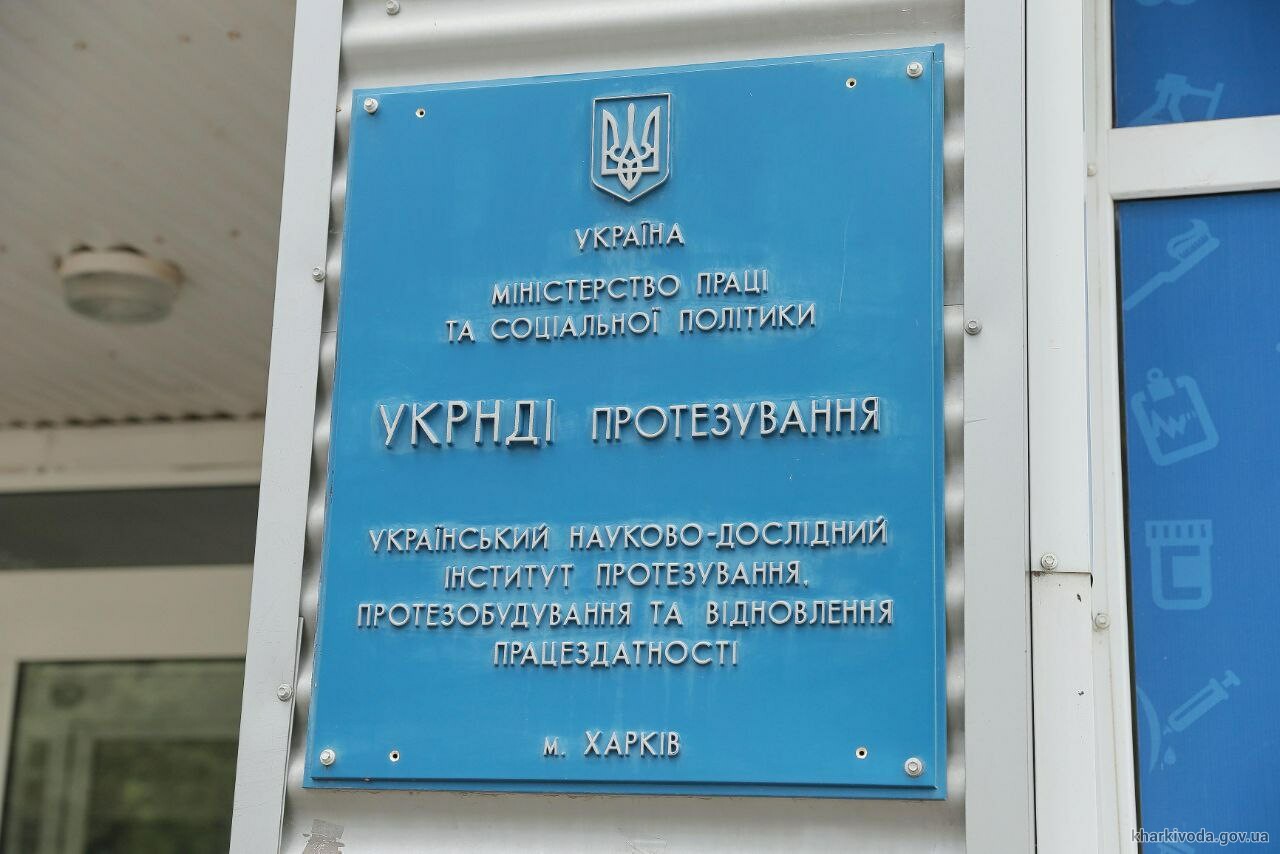 УКРАЇНА
МІНІСТЕРСТВО ПРАЦІ
ТА СОЦІАЛЬНОЇ ПОЛІТИКИ
УКРНДІ ПРОТЕЗУВАННЯ
УКРАЇНСЬКИЙ НАУКОВО-ДОСЛІДНИЙ
ІНСТИТУТ ПРОТЕЗУВАННЯ,
ПРОТЕЗОБУДУВАННЯ ТА ВІДНОВЛЕННЯ
ПРАЦЕЗДАТНОСТІ
м. ХАРКІВ
kharkivoda.gov.ua